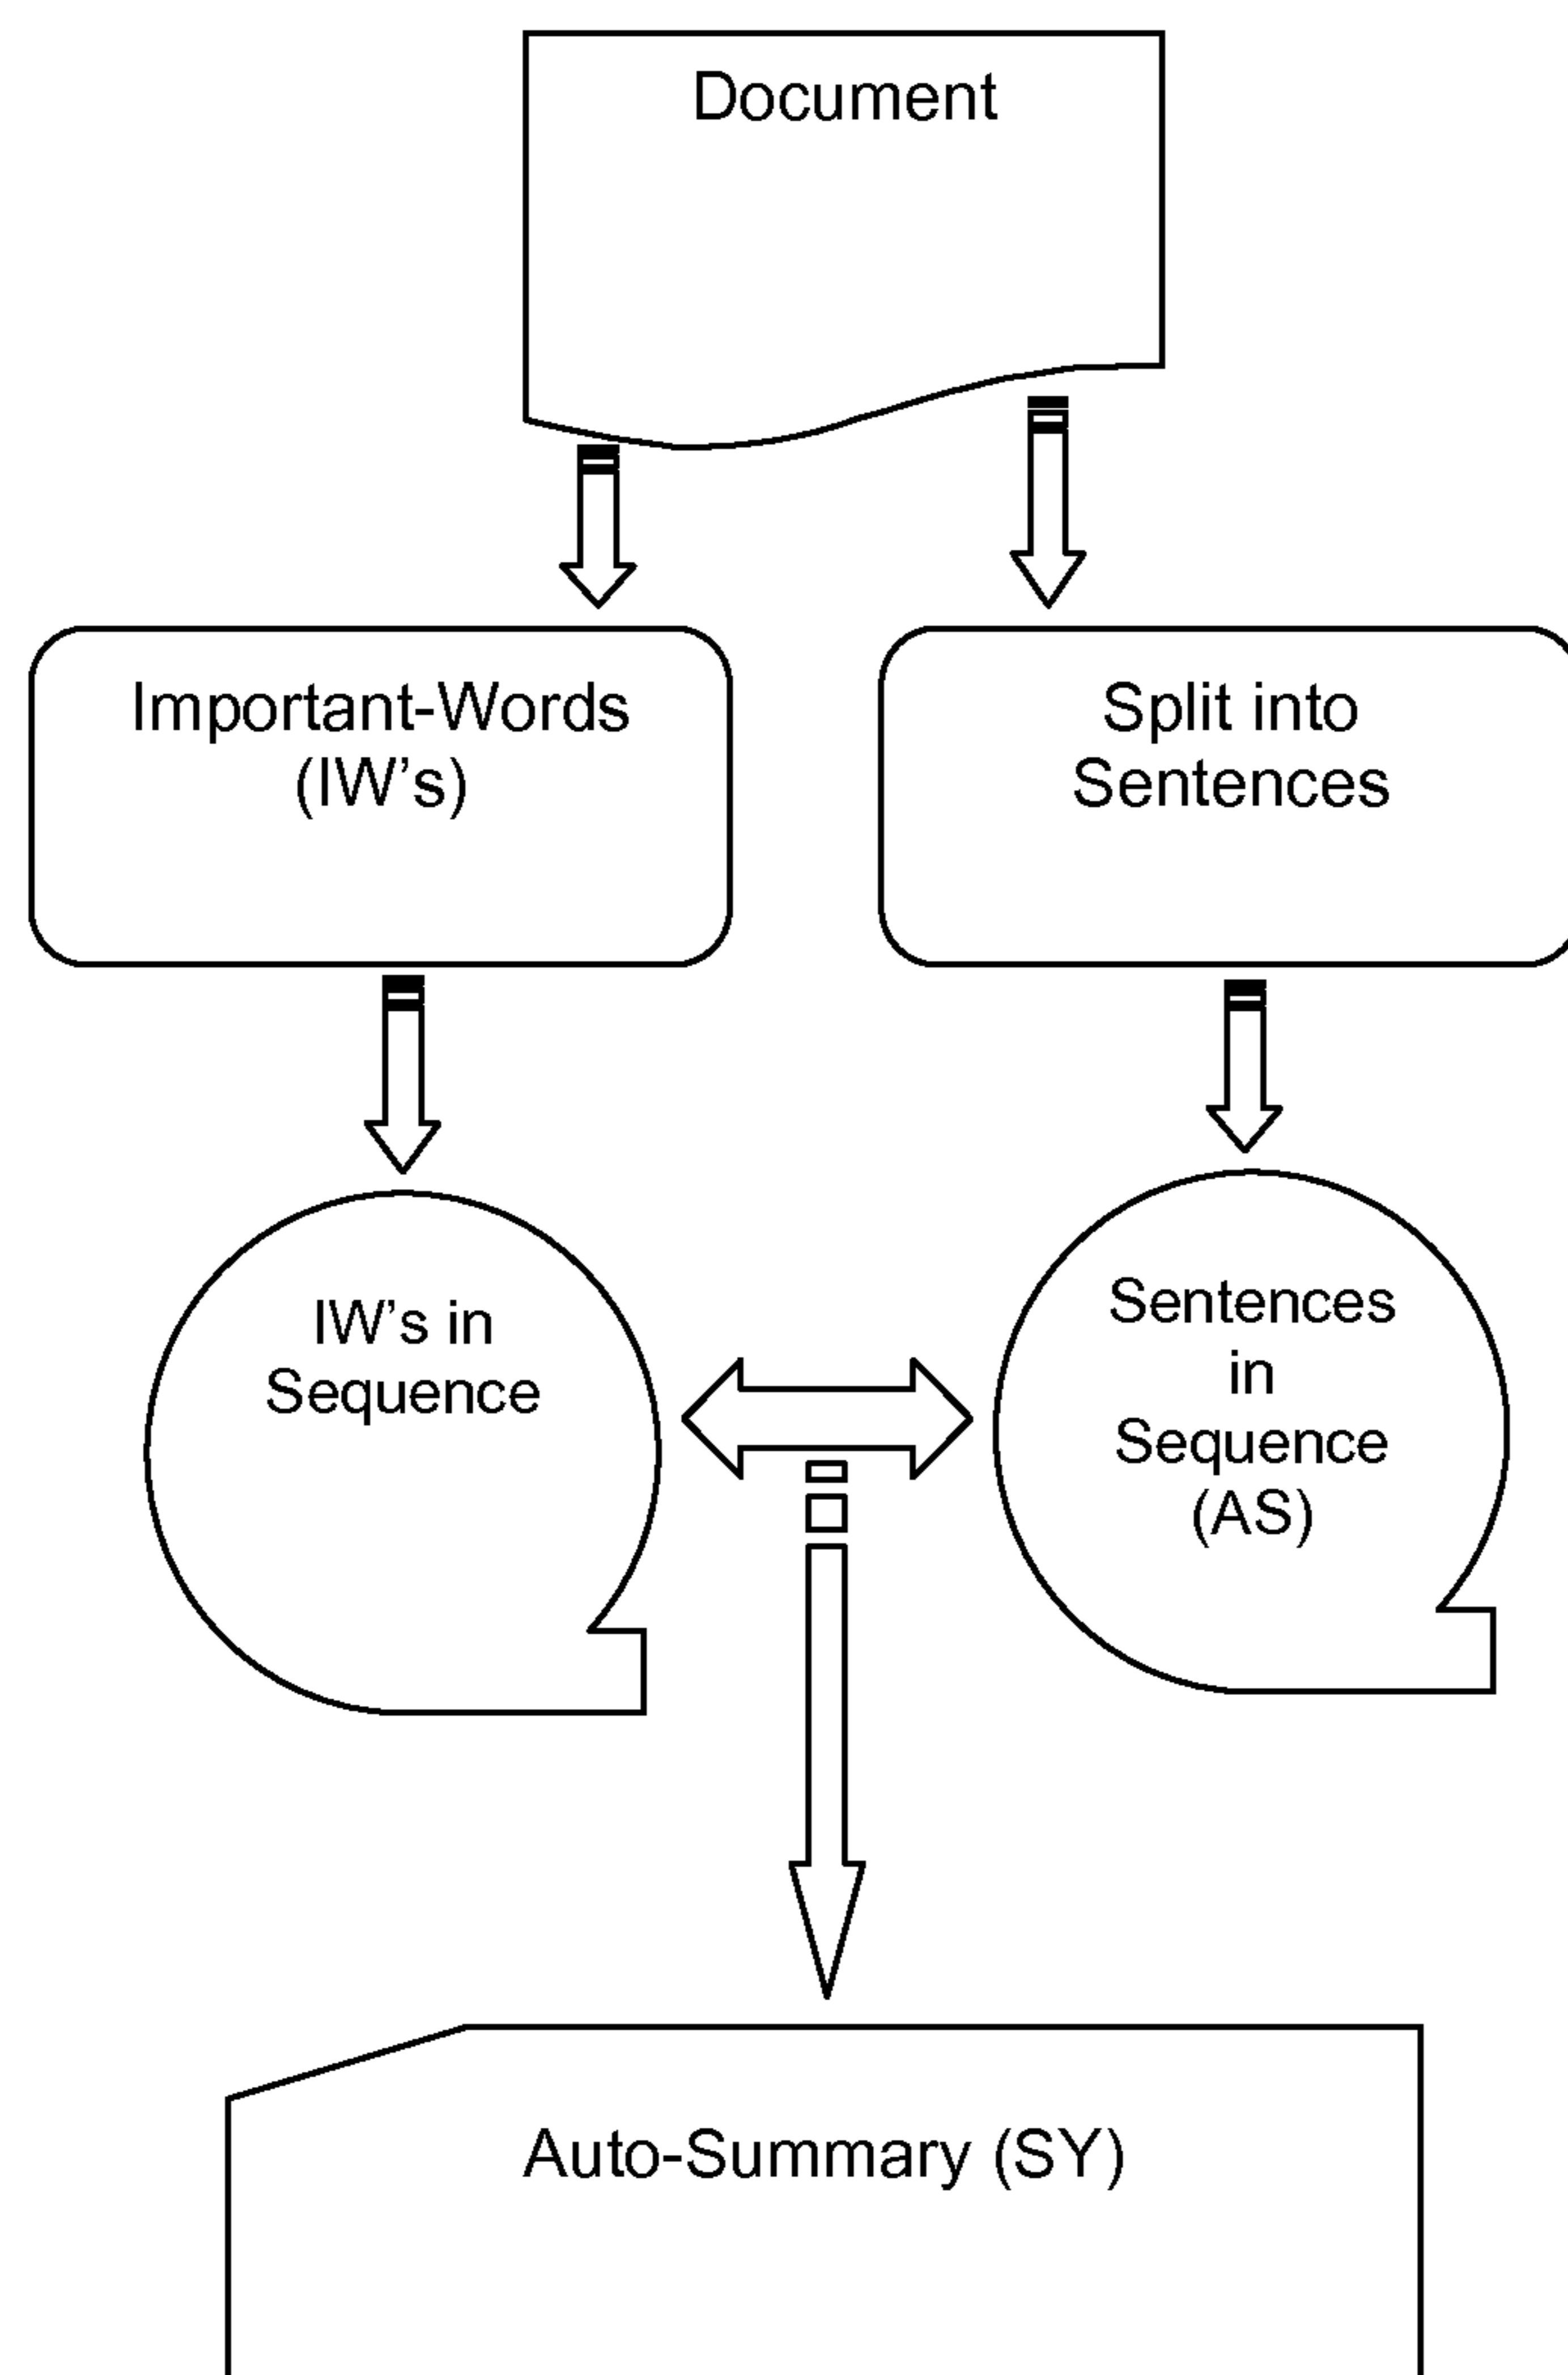 Document
Important-Words
(IW’s)
Split into
Sentences
IW’s in
Sequence
Sentences
in
Sequence
(AS)
Auto-Summary (SY)